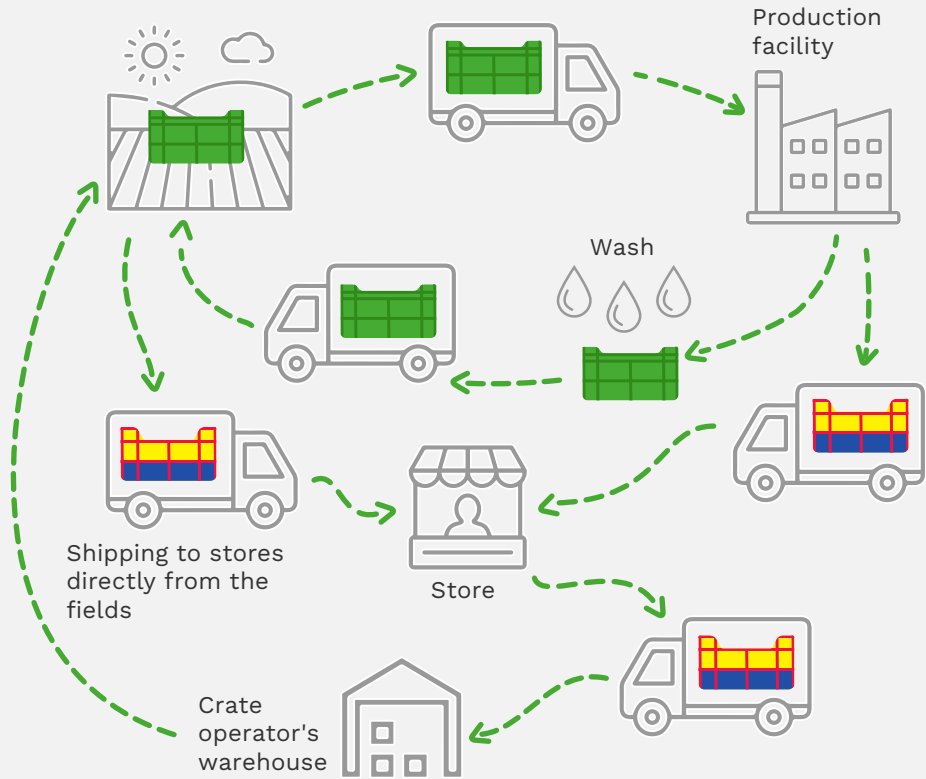 Production
facility
Wash
Shipping to stores
directly from the
fields
Store
Crate
operator's
warehouse